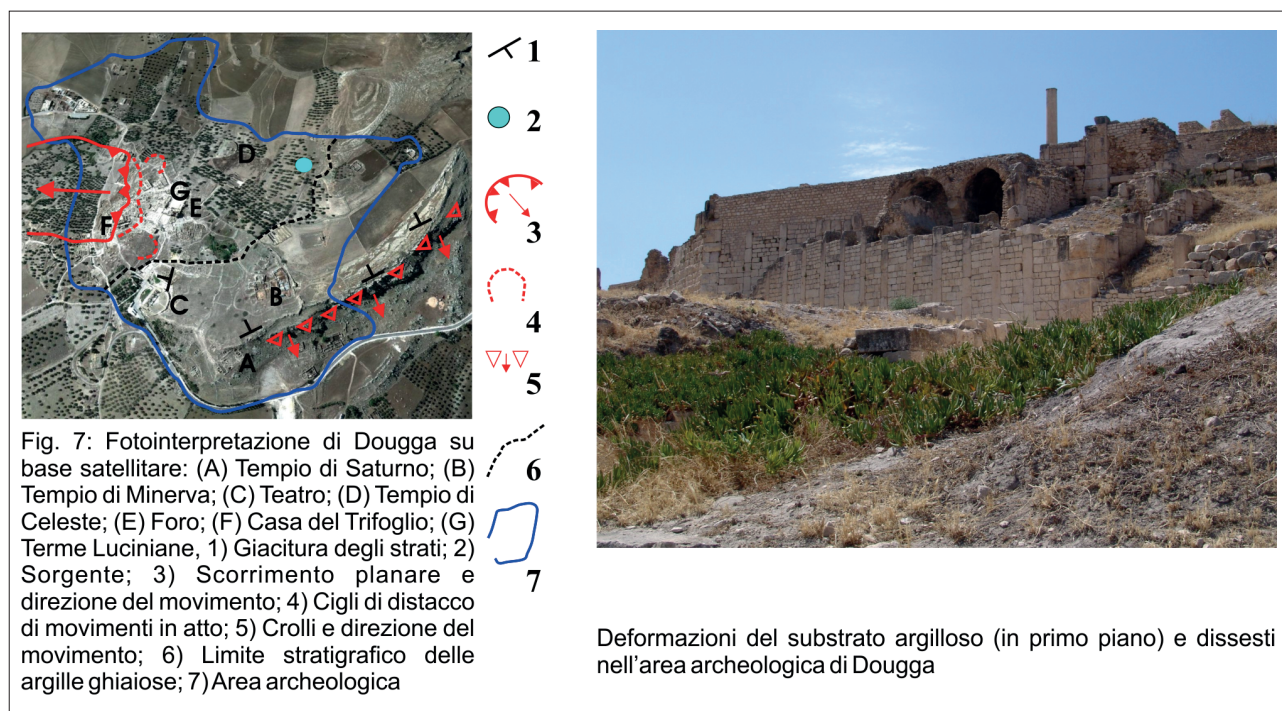 D
G
E
F
C
B
A
1
2
3
4
5
6
7
Fig. 7: Fotointerpretazione di Dougga su
base satellitare: (A) Tempio di Saturno; (B)
Tempio di Minerva; (C) Teatro; (D) Tempio di
Celeste; (E) Foro; (F) Casa del Trifoglio; (G)
Terme Luciniane, 1) Giacitura degli strati; 2)
Sorgente; 3) Scorrimento planare e
direzione del movimento; 4) Cigli di distacco
di movimenti in atto; 5) Crolli e direzione del
movimento; 6) Limite stratigrafico delle
argille ghiaiose; 7) Area archeologica
Deformazioni del substrato argilloso (in primo piano) e dissesti
nell'area archeologica di Dougga